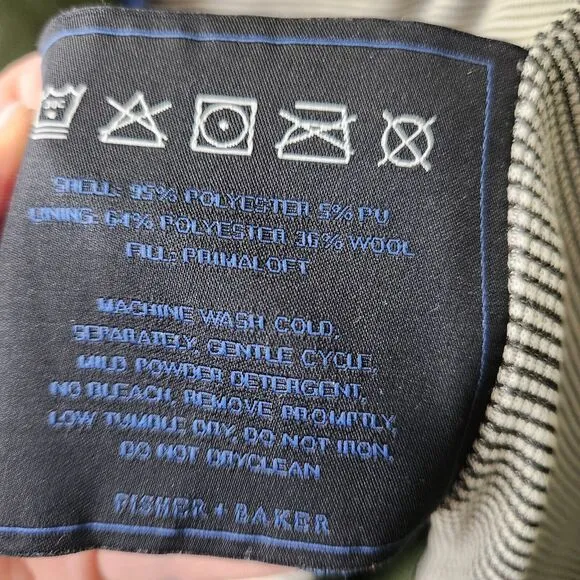 SHELL: 95% POLYESTER 5% PU
LINING: 64% POLYESTER 36% WOOL
FILL: PRIMALOFT
MACHINE WASH COLD,
SEPARATELY, GENTLE CYCLE,
MILD POWDER DETERGENT,
NO BLEACH, REMOVE PROMPTLY,
LOW TUMBLE DRY, DO NOT IRON,
DO NOT DRYCLEAN
FISHER + BAKER